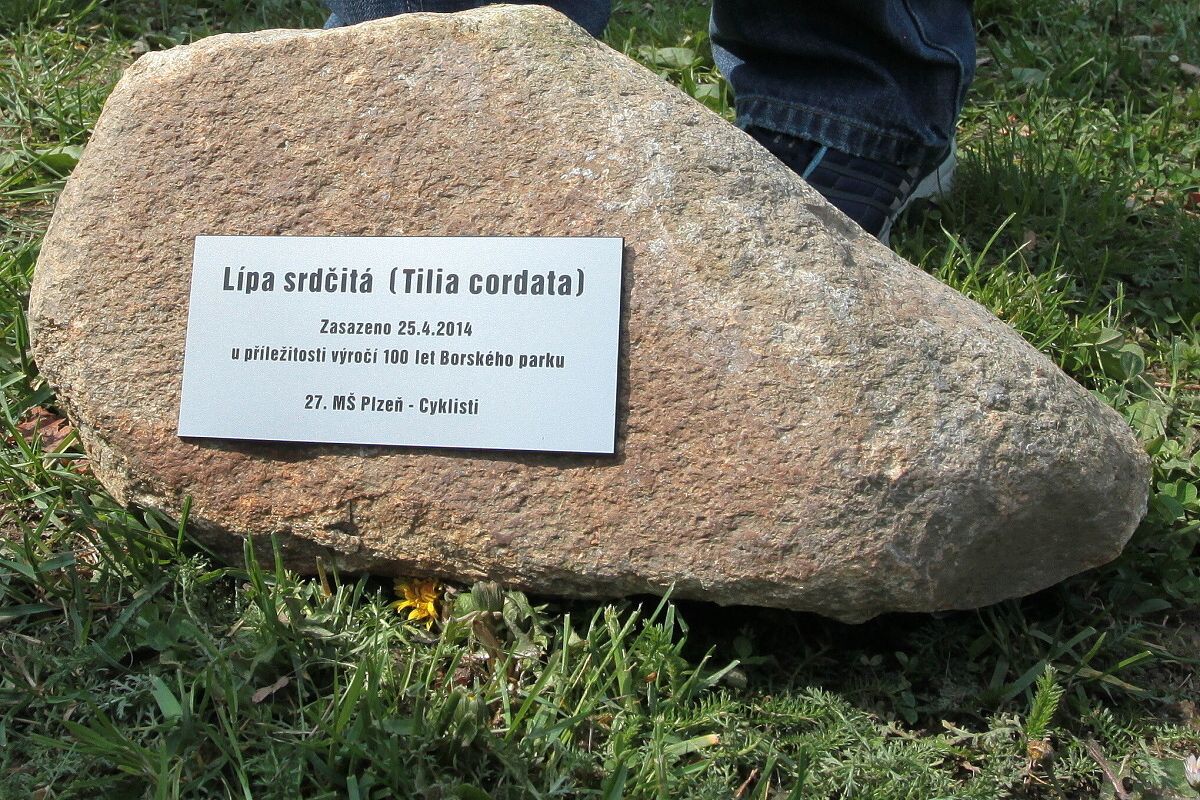 Lípa srdčitá (Tilia cordata)
Zasazeno 25.4.2014
u příležitosti výročí 100 let Borského parku
27. MŠ Plzeň - Cyklisti